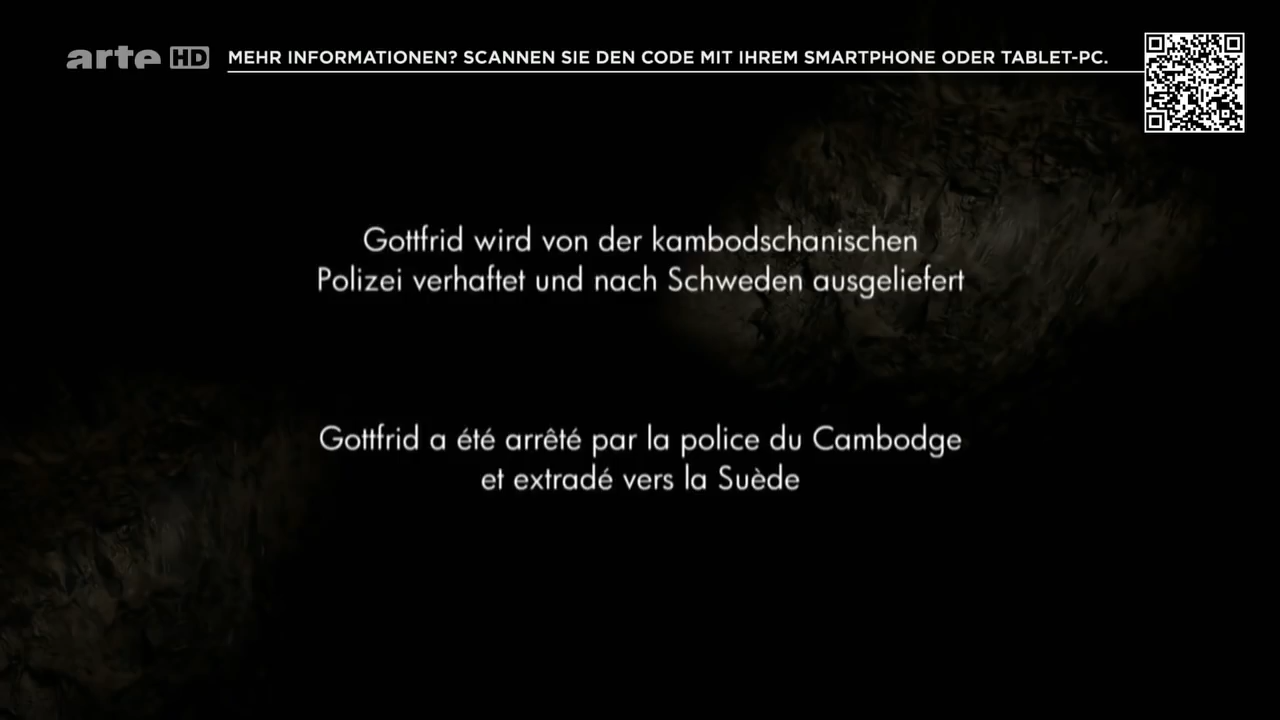 arte HD MEHR INFORMATIONEN? SCANNEN SIE DEN CODE MIT IHREM SMARTPHONE ODER TABLET-PC.
Gottfrid wird von der kambodschanischen
Polizei verhaftet und nach Schweden ausgeliefert
Gottfrid a été arrêté par la police du Cambodge
et extradé vers la Suède